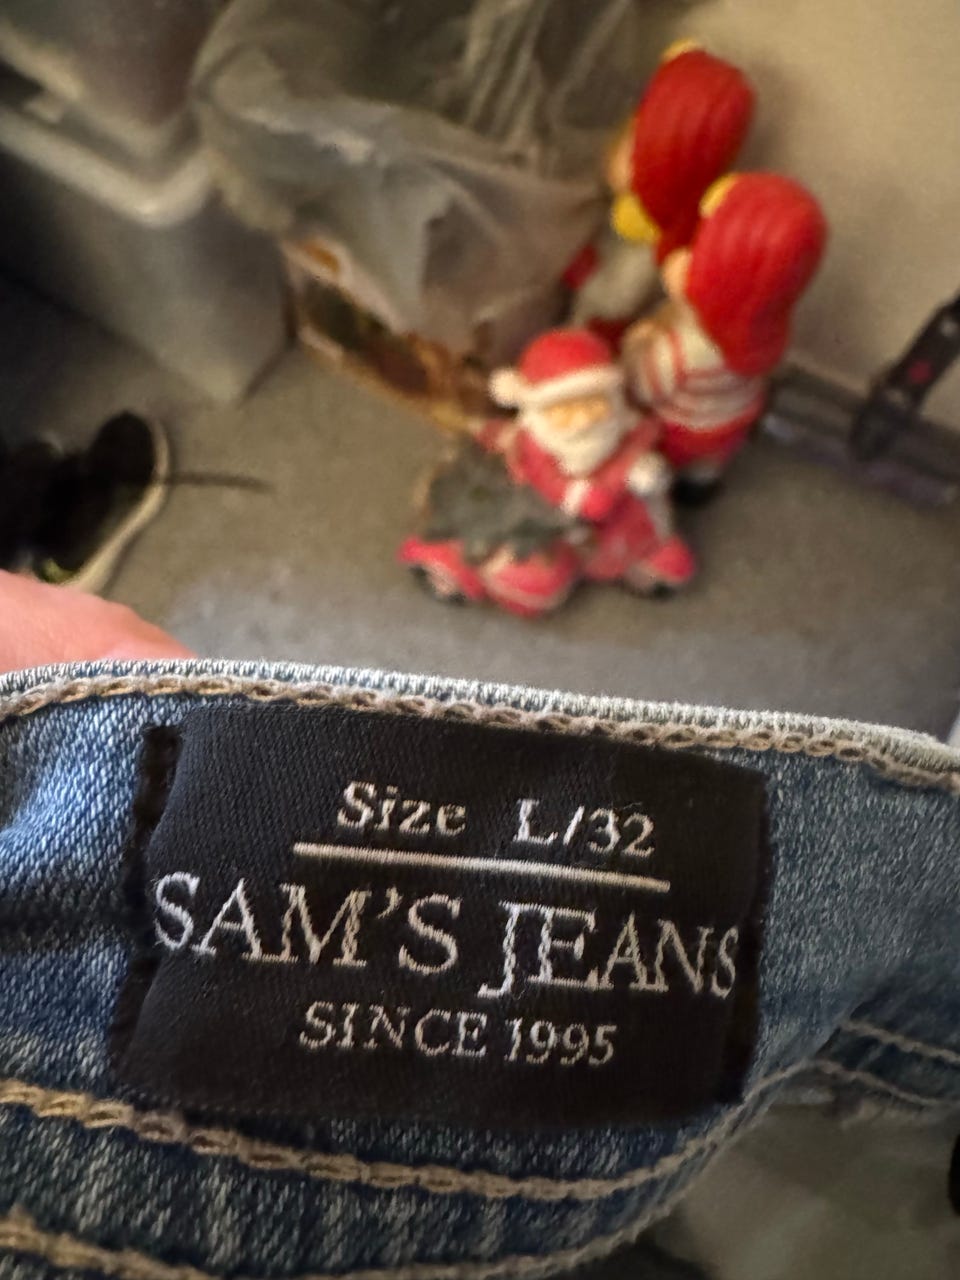 Size L/32
SAM'S JEANS
SINCE 1995